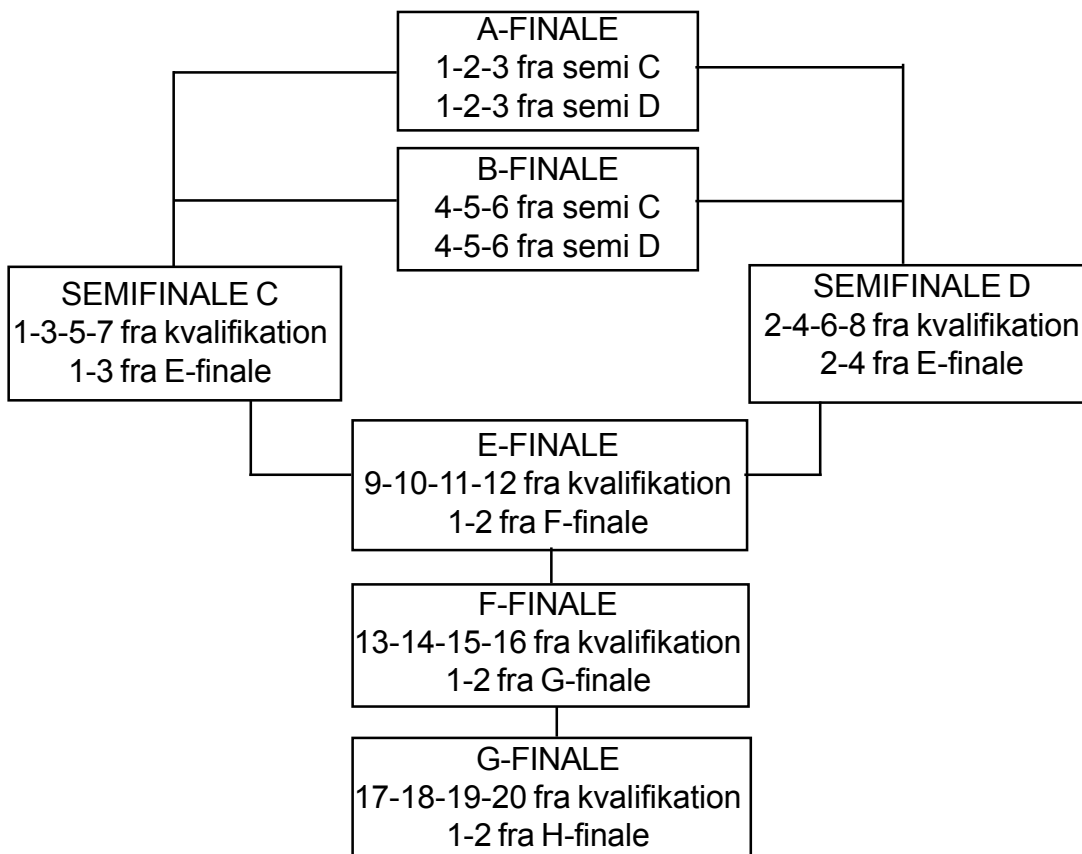 A-FINALE
1-2-3 fra semi C
1-2-3 fra semi D
B-FINALE
4-5-6 fra semi C
4-5-6 fra semi D
SEMIFINALE C
1-3-5-7 fra kvalifikation
1-3 fra E-finale
SEMIFINALE D
2-4-6-8 fra kvalifikation
2-4 fra E-finale
E-FINALE
9-10-11-12 fra kvalifikation
1-2 fra F-finale
F-FINALE
13-14-15-16 fra kvalifikation
1-2 fra G-finale
G-FINALE
17-18-19-20 fra kvalifikation
1-2 fra H-finale